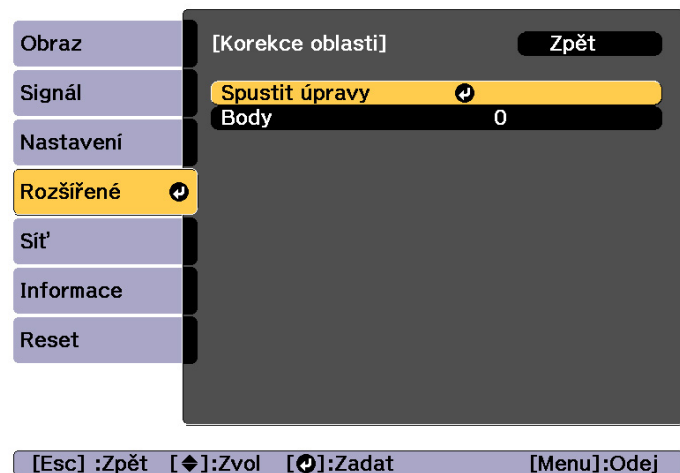 Obraz
Signál
Nastavení
Rozšířené
Síť
Informace
Reset
[Korekce oblasti] Zpět
Spustit úpravy
Body 0
[Esc] :Zpět [◆]:Zvol [↵]:Zadat [Menu]:Odej